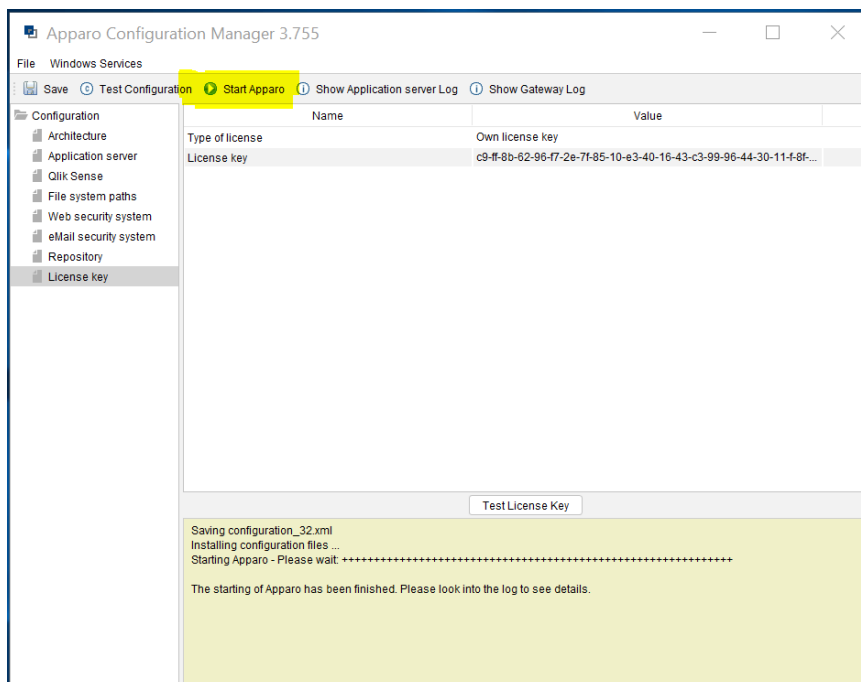 Apparo Configuration Manager 3.755
File Windows Services
Save Test Configuration Start Apparo Show Application server Log Show Gateway Log
Configuration
Architecture
Application server
Qlik Sense
File system paths
Web security system
eMail security system
Repository
License key
Name Value
Type of license Own license key
License key c9-ff-8b-62-96-f7-2e-7f-85-10-e3-40-16-43-c3-99-96-44-30-11-f-8f-...
Test License Key
Saving configuration_32.xml
Installing configuration files ...
Starting Apparo - Please wait: +++++++++++++++++++++++++++++++++++++++++++++++++++++++++++++
The starting of Apparo has been finished. Please look into the log to see details.